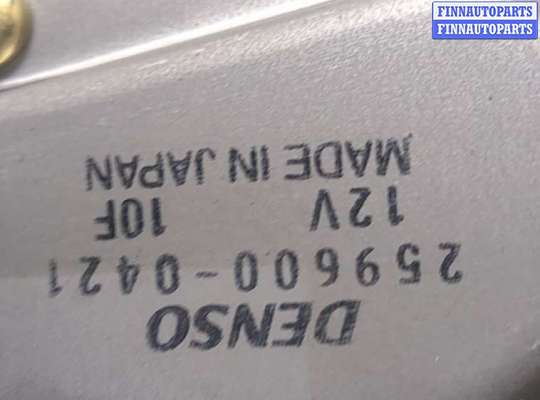 FINNAUTOPARTS
FINNAUTOPARTS
DENSO
259600-0421
12V 10F
MADE IN JAPAN